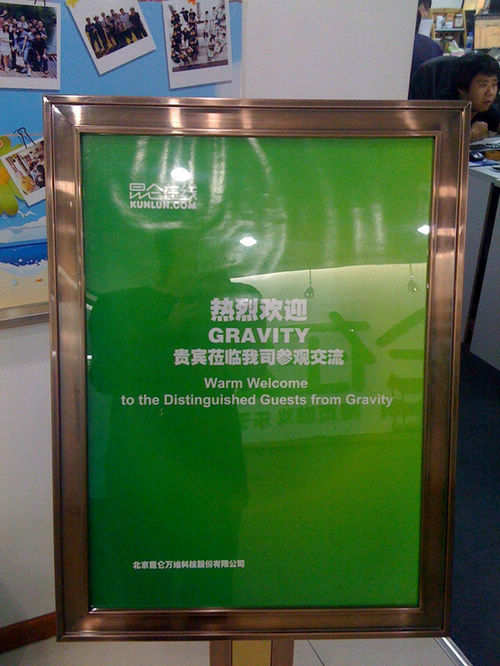 昆仑在线
KUNLUN.COM
热烈欢迎
GRAVITY
贵宾莅临我司参观交流
Warm Welcome
to the Distinguished Guests from Gravity
北京昆仑万维科技股份有限公司